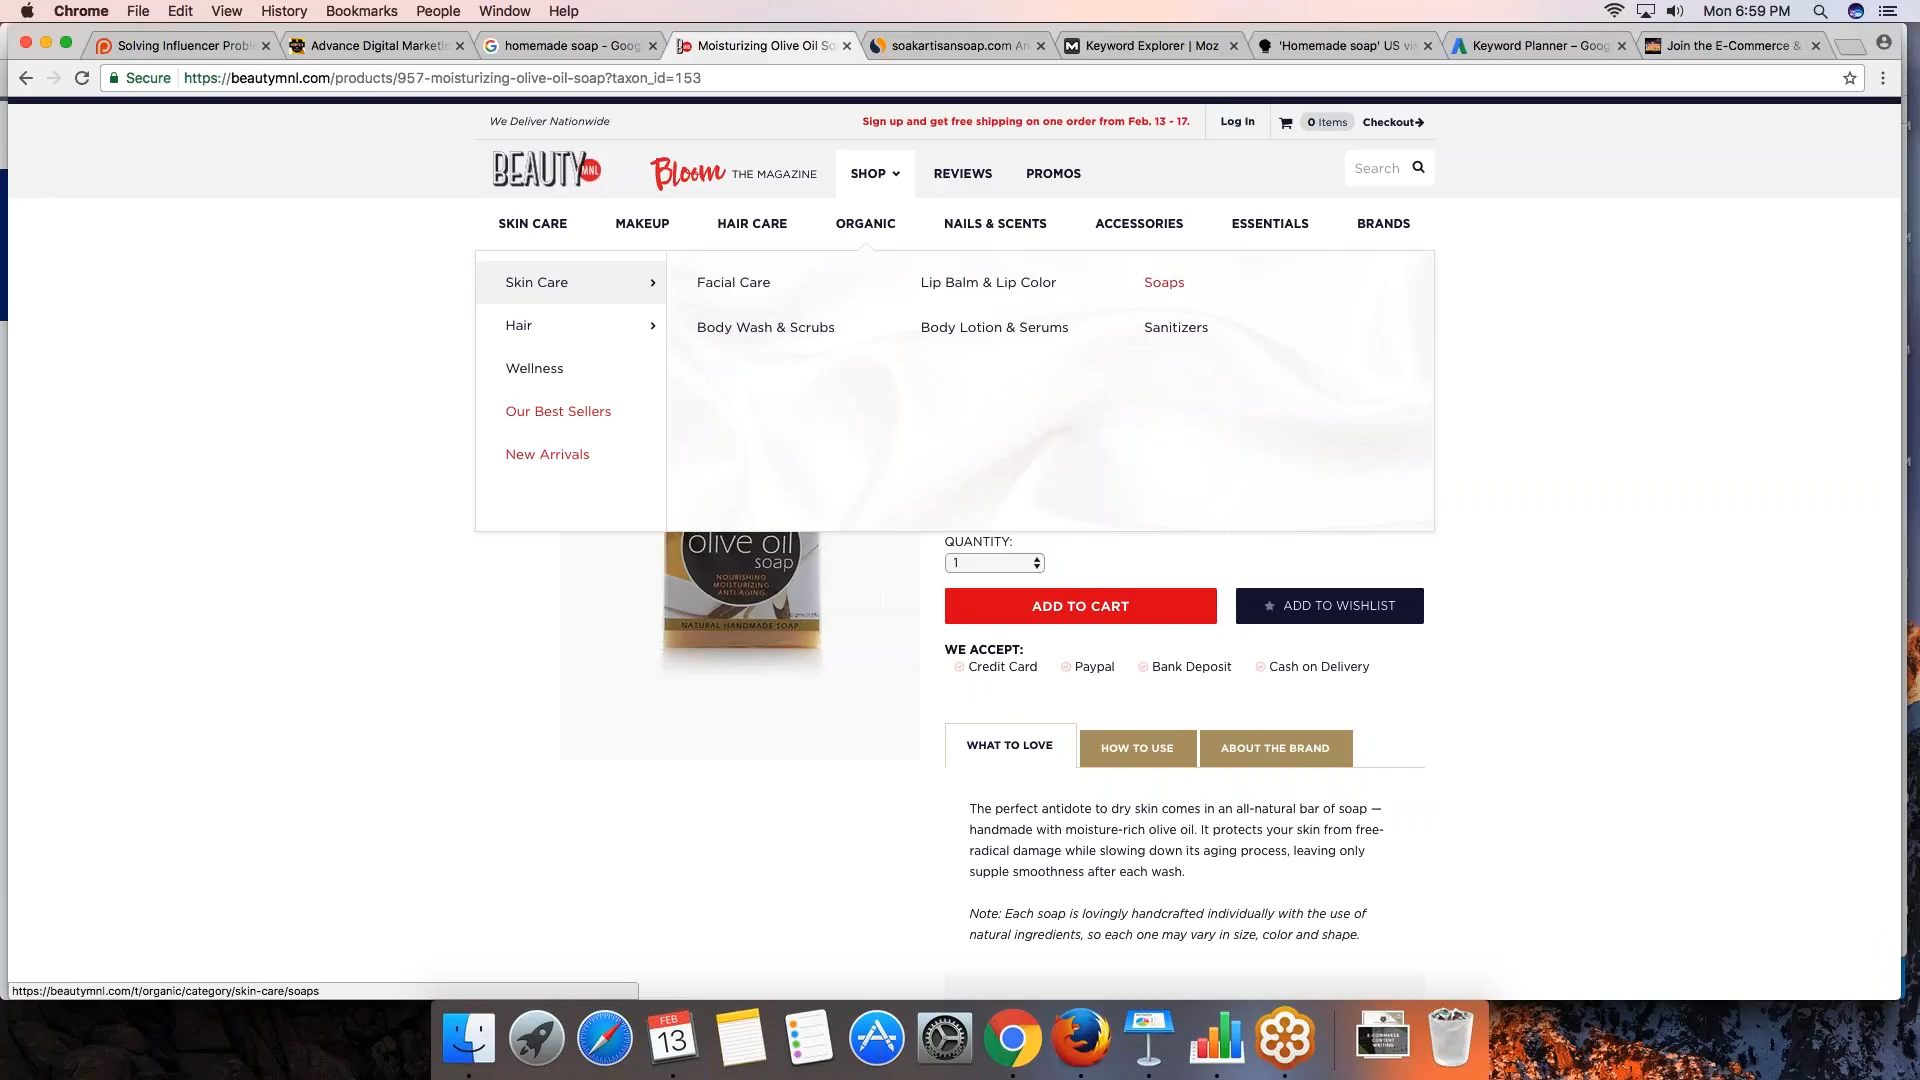 Chrome File Edit View History Bookmarks People Window Help Mon 6:59 PM
Solving Influencer Probl Advance Digital Marketin homemade soap - Goog Moisturizing Olive Oil So soakartisansoap.com An Keyword Explorer | Moz 'Homemade soap' US vi Keyword Planner – Goog Join the E-Commerce &
Secure https://beautymnl.com/products/957-moisturizing-olive-oil-soap?taxon_id=153
We Deliver Nationwide Sign up and get free shipping on one order from Feb. 13 - 17. Log In 0 Items Checkout
BEAUTY MNL Bloom THE MAGAZINE SHOP REVIEWS PROMOS Search
SKIN CARE MAKEUP HAIR CARE ORGANIC NAILS & SCENTS ACCESSORIES ESSENTIALS BRANDS
Skin Care Facial Care Lip Balm & Lip Color Soaps
Hair Body Wash & Scrubs Body Lotion & Serums Sanitizers
Wellness
Our Best Sellers
New Arrivals
olive oil
soap
NOURISHING
MOISTURIZING
ANTI-AGING
NATURAL HANDMADE SOAP
QUANTITY:
1
ADD TO CART ADD TO WISHLIST
WE ACCEPT:
Credit Card Paypal Bank Deposit Cash on Delivery
WHAT TO LOVE HOW TO USE ABOUT THE BRAND
The perfect antidote to dry skin comes in an all-natural bar of soap —
handmade with moisture-rich olive oil. It protects your skin from free-
radical damage while slowing down its aging process, leaving only
supple smoothness after each wash.
Note: Each soap is lovingly handcrafted individually with the use of
natural ingredients, so each one may vary in size, color and shape.
https://beautymnl.com/t/organic/category/skin-care/soaps
FEB
13
E-COMMERCE
CONTENT
WRITING